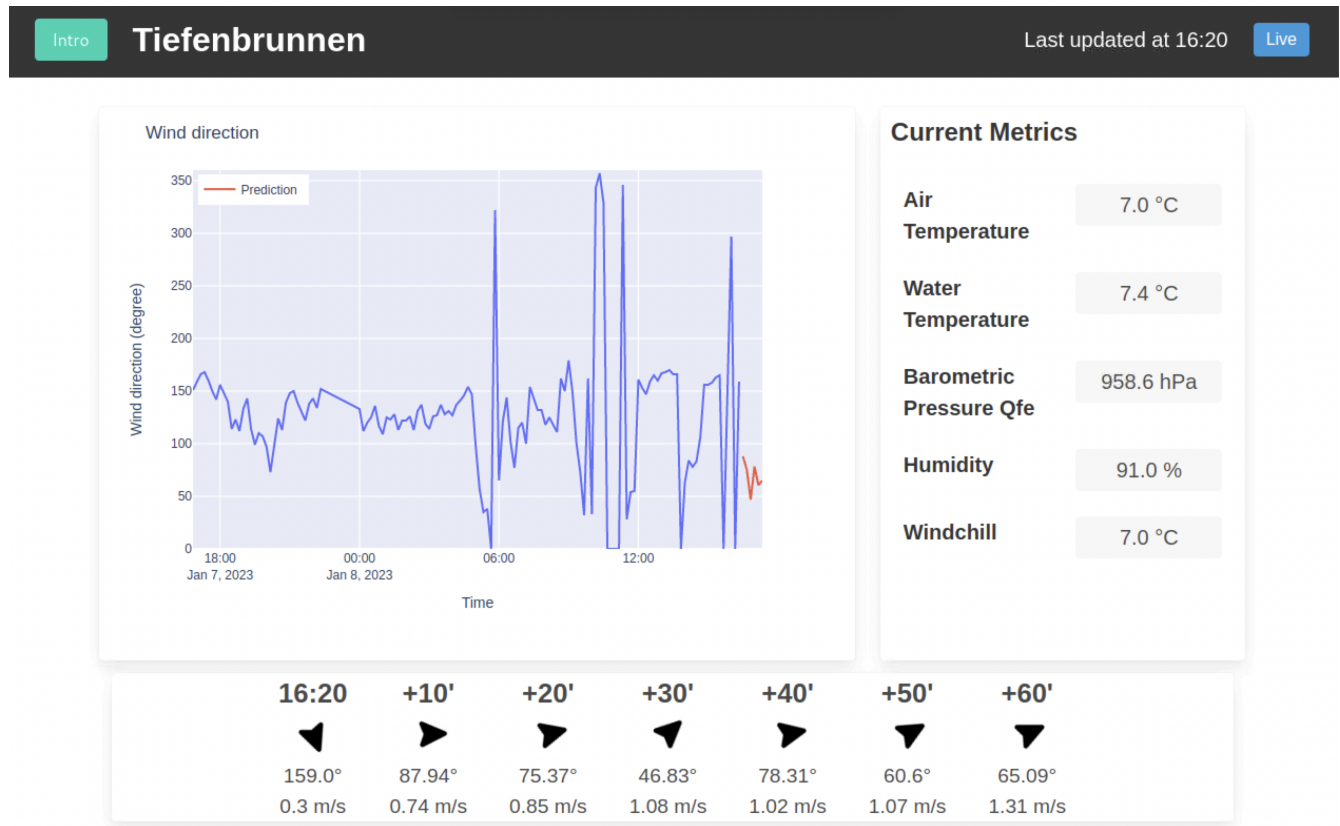 Intro
Tiefenbrunnen
Last updated at 16:20
Live
Wind direction
350
300
250
200
150
100
50
0
Prediction
Wind direction (degree)
18:00
Jan 7, 2023
00:00
Jan 8, 2023
06:00
12:00
Time
Current Metrics
Air
Temperature
7.0 °C
Water
Temperature
7.4 °C
Barometric
Pressure Qfe
958.6 hPa
Humidity
91.0 %
Windchill
7.0 °C
16:20 +10' +20' +30' +40' +50' +60'
159.0° 87.94° 75.37° 46.83° 78.31° 60.6° 65.09°
0.3 m/s 0.74 m/s 0.85 m/s 1.08 m/s 1.02 m/s 1.07 m/s 1.31 m/s